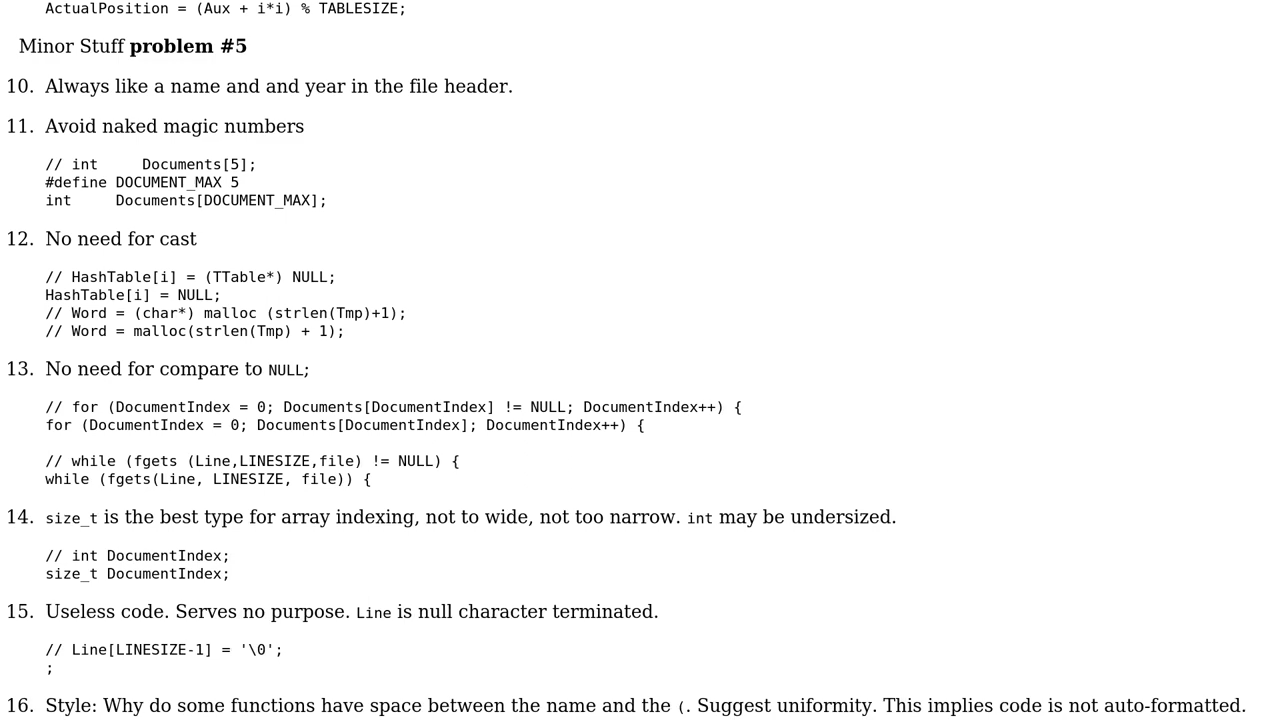 ActualPosition = (Aux + i*i) % TABLESIZE;
Minor Stuff problem #5
10. Always like a name and and year in the file header.
11. Avoid naked magic numbers
// int     Documents[5];
#define DOCUMENT_MAX 5
int     Documents[DOCUMENT_MAX];
12. No need for cast
// HashTable[i] = (TTable*) NULL;
HashTable[i] = NULL;
// Word = (char*) malloc (strlen(Tmp)+1);
// Word = malloc(strlen(Tmp) + 1);
13. No need for compare to NULL;
// for (DocumentIndex = 0; Documents[DocumentIndex] != NULL; DocumentIndex++) {
for (DocumentIndex = 0; Documents[DocumentIndex]; DocumentIndex++) {
// while (fgets (Line,LINESIZE,file) != NULL) {
while (fgets(Line, LINESIZE, file)) {
14. size_t is the best type for array indexing, not to wide, not too narrow. int may be undersized.
// int DocumentIndex;
size_t DocumentIndex;
15. Useless code. Serves no purpose. Line is null character terminated.
// Line[LINESIZE-1] = '\0';
;
16. Style: Why do some functions have space between the name and the (. Suggest uniformity. This implies code is not auto-formatted.